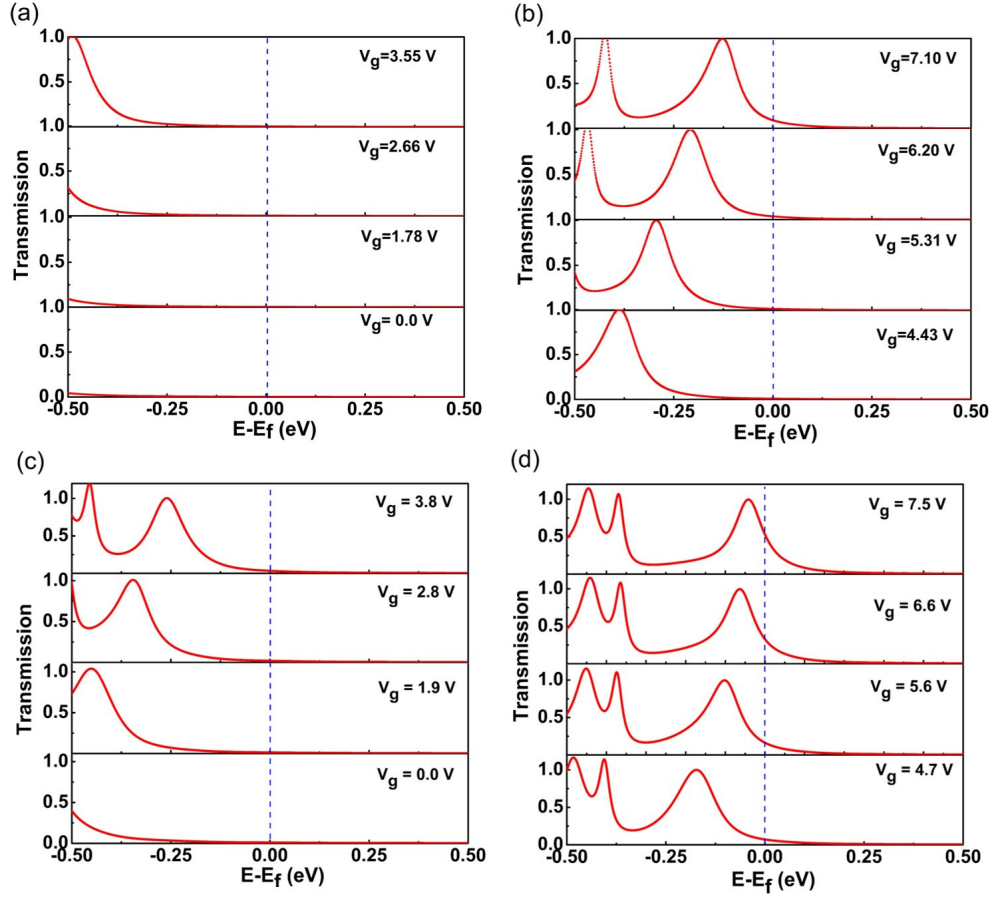 (a)
Transmission
1.0
0.5
1.0
0.5
1.0
0.5
1.0
0.5
0.0
Vg=3.55 V
Vg=2.66 V
Vg=1.78 V
Vg= 0.0 V
-0.50 -0.25 0.00 0.25 0.50
E-Ef (eV)
(b)
Transmission
1.0
0.5
1.0
0.5
1.0
0.5
1.0
0.5
0.0
Vg=7.10 V
Vg=6.20 V
Vg =5.31 V
Vg=4.43 V
-0.50 -0.25 0.00 0.25 0.50
E-Ef (eV)
(c)
Transmission
1.0
0.5
1.0
0.5
1.0
0.5
1.0
0.5
0.0
Vg = 3.8 V
Vg = 2.8 V
Vg = 1.9 V
Vg = 0.0 V
-0.50 -0.25 0.00 0.25 0.50
E-Ef (eV)
(d)
Transmission
1.0
0.5
1.0
0.5
1.0
0.5
1.0
0.5
0.0
Vg = 7.5 V
Vg = 6.6 V
Vg = 5.6 V
Vg = 4.7 V
-0.50 -0.25 0.00 0.25 0.50
E-Ef (eV)